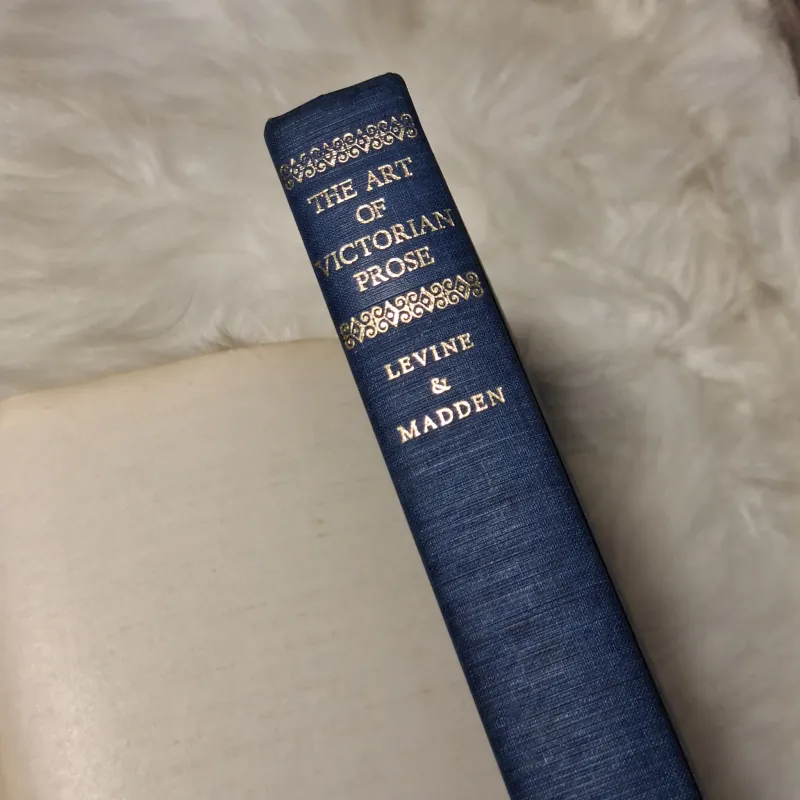 THE ART
OF
VICTORIAN
PROSE
LEVINE
&
MADDEN